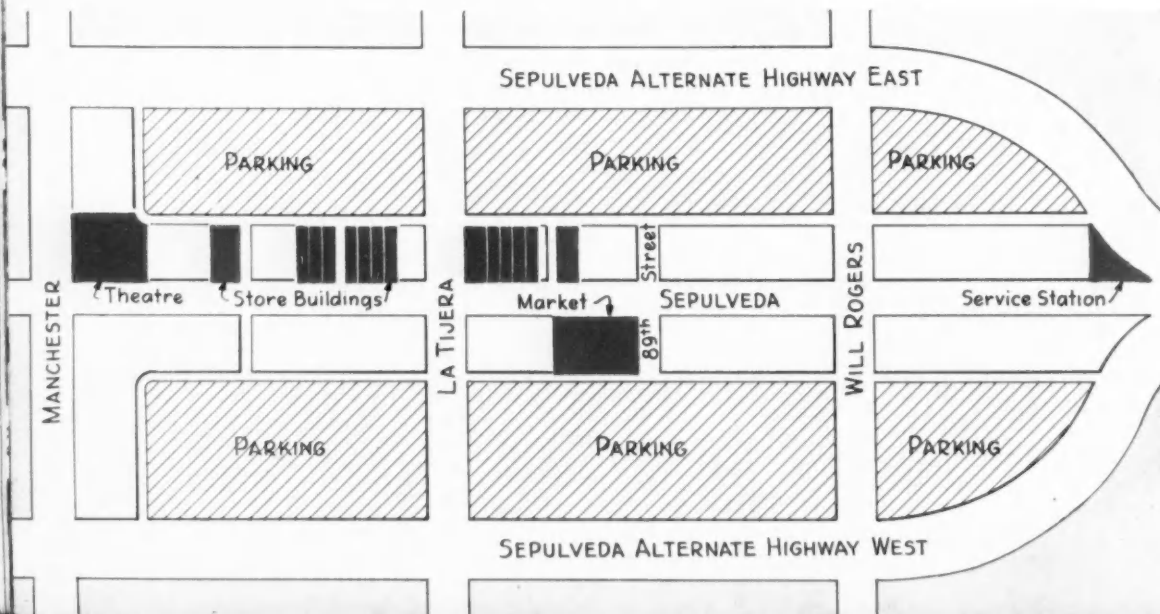 SEPULVEDA ALTERNATE HIGHWAY EAST
PARKING
PARKING
PARKING
Theatre
Store Buildings
Market
Street
SEPULVEDA
Service Station
MANCHESTER
LA TIJERA
89th
WILL ROGERS
PARKING
PARKING
PARKING
SEPULVEDA ALTERNATE HIGHWAY WEST